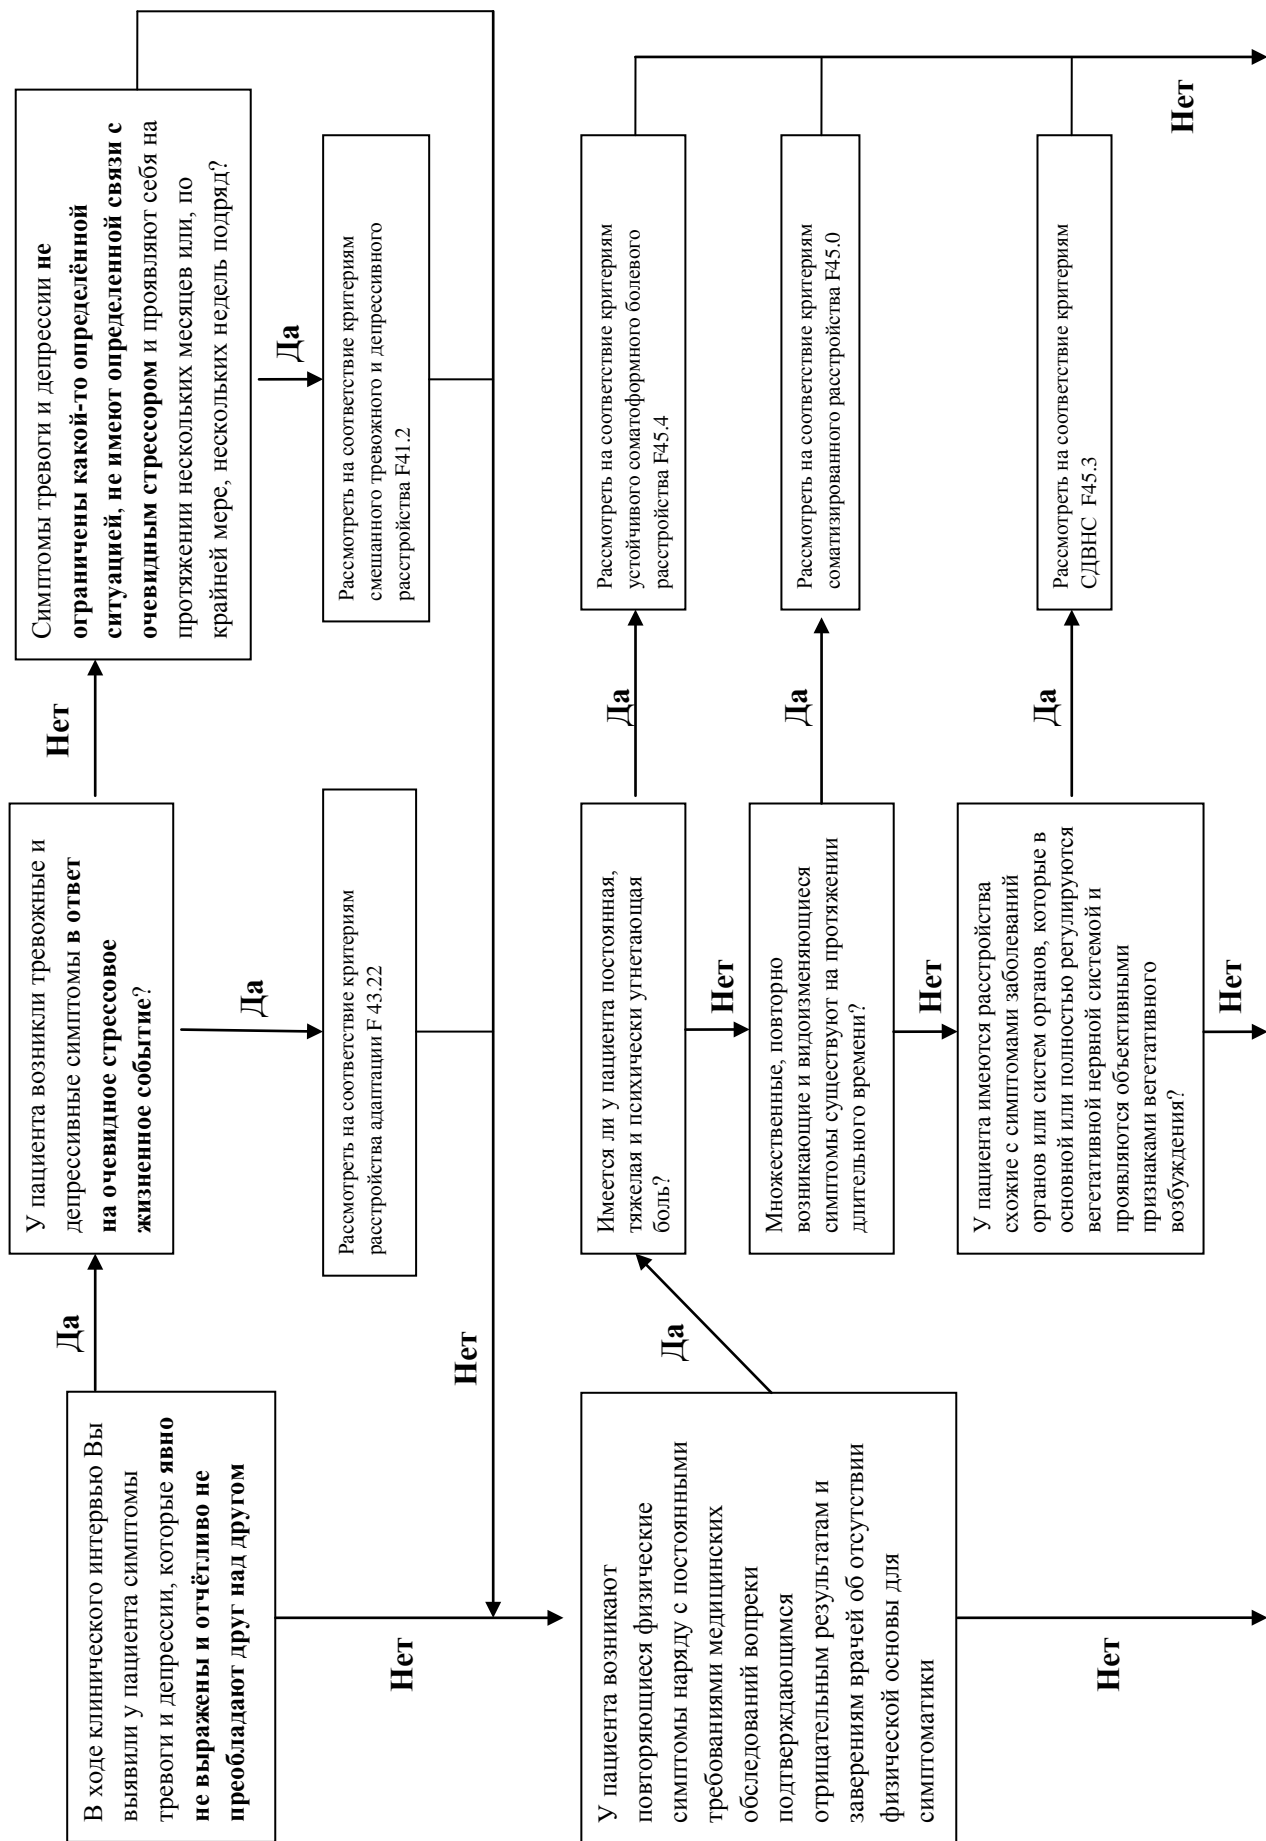 В ходе клинического интервью Вы
выявили у пациента симптомы
тревоги и депрессии, которые явно
не выражены и отчётливо не
преобладают друг над другом
Да
У пациента возникли тревожные и
депрессивные симптомы в ответ
на очевидное стрессовое
жизненное событие?
Нет
Симптомы тревоги и депрессии не
ограничены какой-то определённой
ситуацией, не имеют определенной связи с
очевидным стрессором и проявляют себя на
протяжении нескольких месяцев или, по
крайней мере, нескольких недель подряд?
Да
Да
Рассмотреть на соответствие критериям
расстройства адаптации F 43.22
Рассмотреть на соответствие критериям
смешанного тревожного и депрессивного
расстройства F41.2
Нет
Нет
У пациента возникают
повторяющиеся физические
симптомы наряду с постоянными
требованиями медицинских
обследований вопреки
подтверждающимся
отрицательным результатам и
заверениям врачей об отсутствии
физической основы для
симптоматики
Да
Имеется ли у пациента постоянная,
тяжелая и психически угнетающая
боль?
Да
Рассмотреть на соответствие критериям
устойчивого соматоформного болевого
расстройства F45.4
Нет
Множественные, повторно
возникающие и видоизменяющиеся
симптомы существуют на протяжении
длительного времени?
Да
Рассмотреть на соответствие критериям
соматизированного расстройства F45.0
Нет
У пациента имеются расстройства
схожие с симптомами заболеваний
органов или систем органов, которые в
основной или полностью регулируются
вегетативной нервной системой и
проявляются объективными
признаками вегетативного
возбуждения?
Да
Рассмотреть на соответствие критериям
СДВНС F45.3
Нет
Нет
Нет